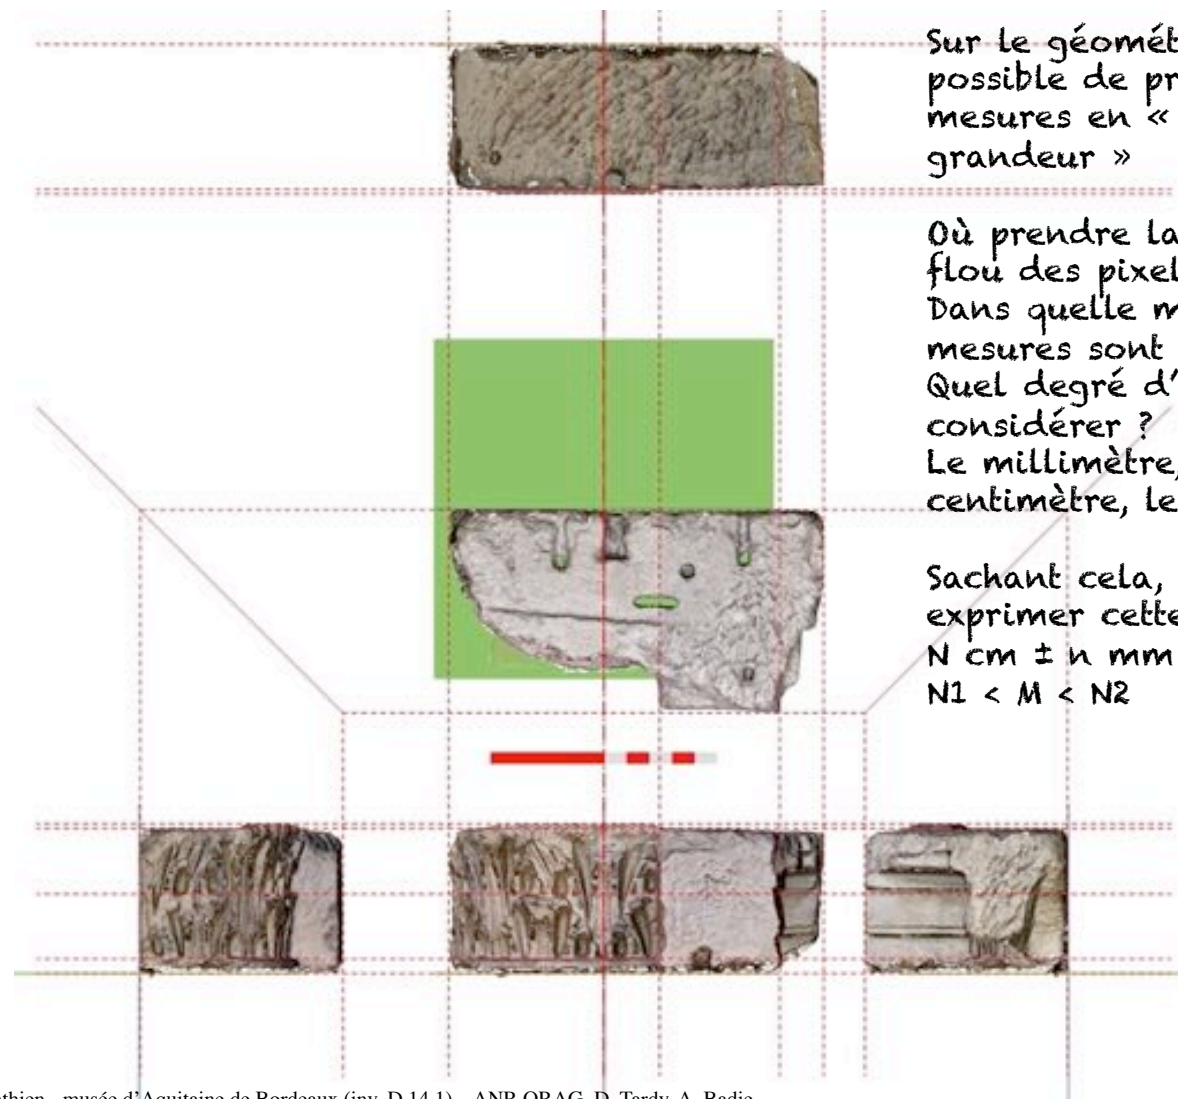 Sur le géomét
possible de pr
mesures en «
grandeur »
Où prendre la
flou des pixel
Dans quelle m
mesures sont
Quel degré d'
considérer ?
Le millimètre,
centimètre, le
Sachant cela,
exprimer cette
N cm ± n mm
N1 < M < N2
thien - musée d'Aquitaine de Bordeaux (inv. D.14.1) – ANR ORAG, D. Tardy, A. Badie